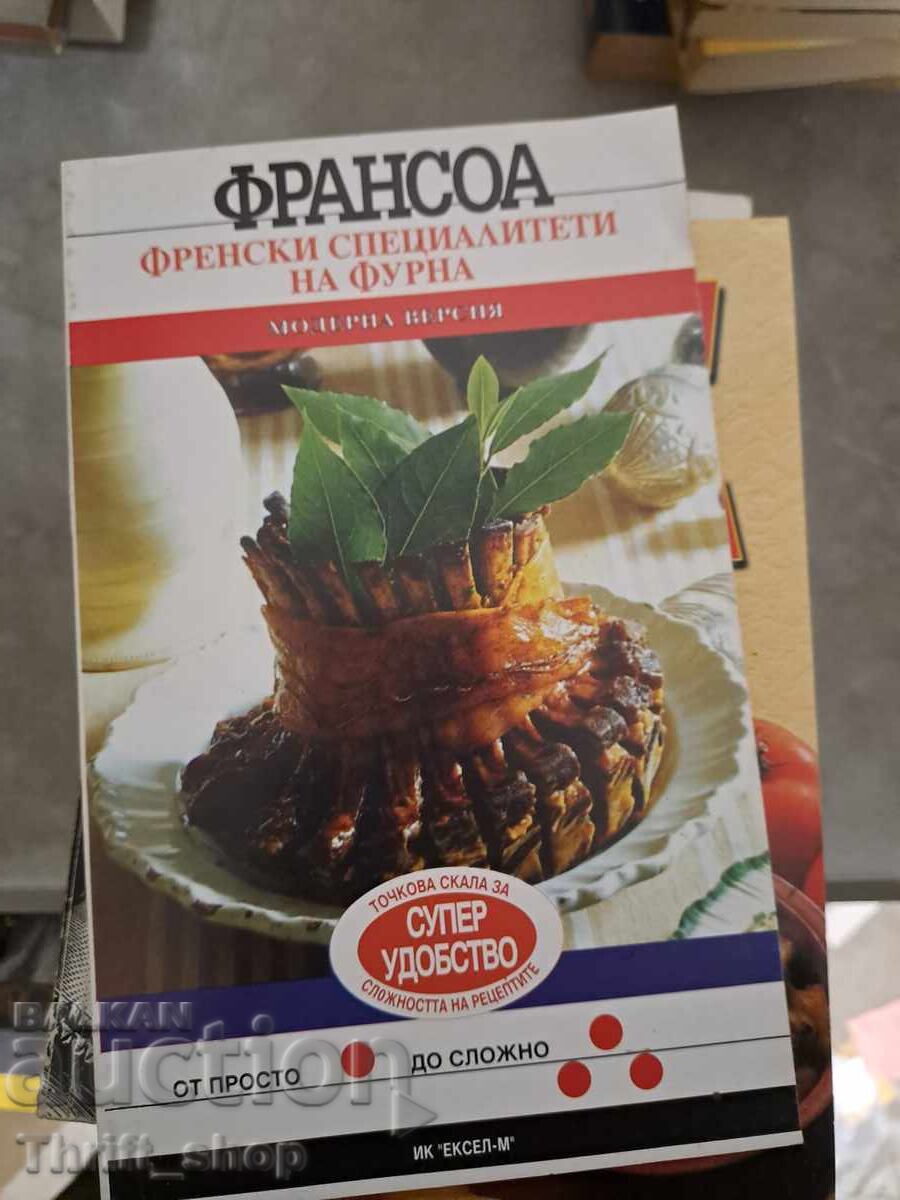 ФРАНСОА
ФРЕНСКИ СПЕЦИАЛИТЕТИ
НА ФУРНА
МОДЕРНА ВЕРСИЯ
ТОЧКОВА СКАЛА ЗА
СУПЕР
УДОБСТВО
СЛОЖНОСТТА НА РЕЦЕПТИТЕ
ОТ ПРОСТО
ДО СЛОЖНО
ИК "ЕКСЕЛ-М"
BALKAN
auction
Thrift_shop